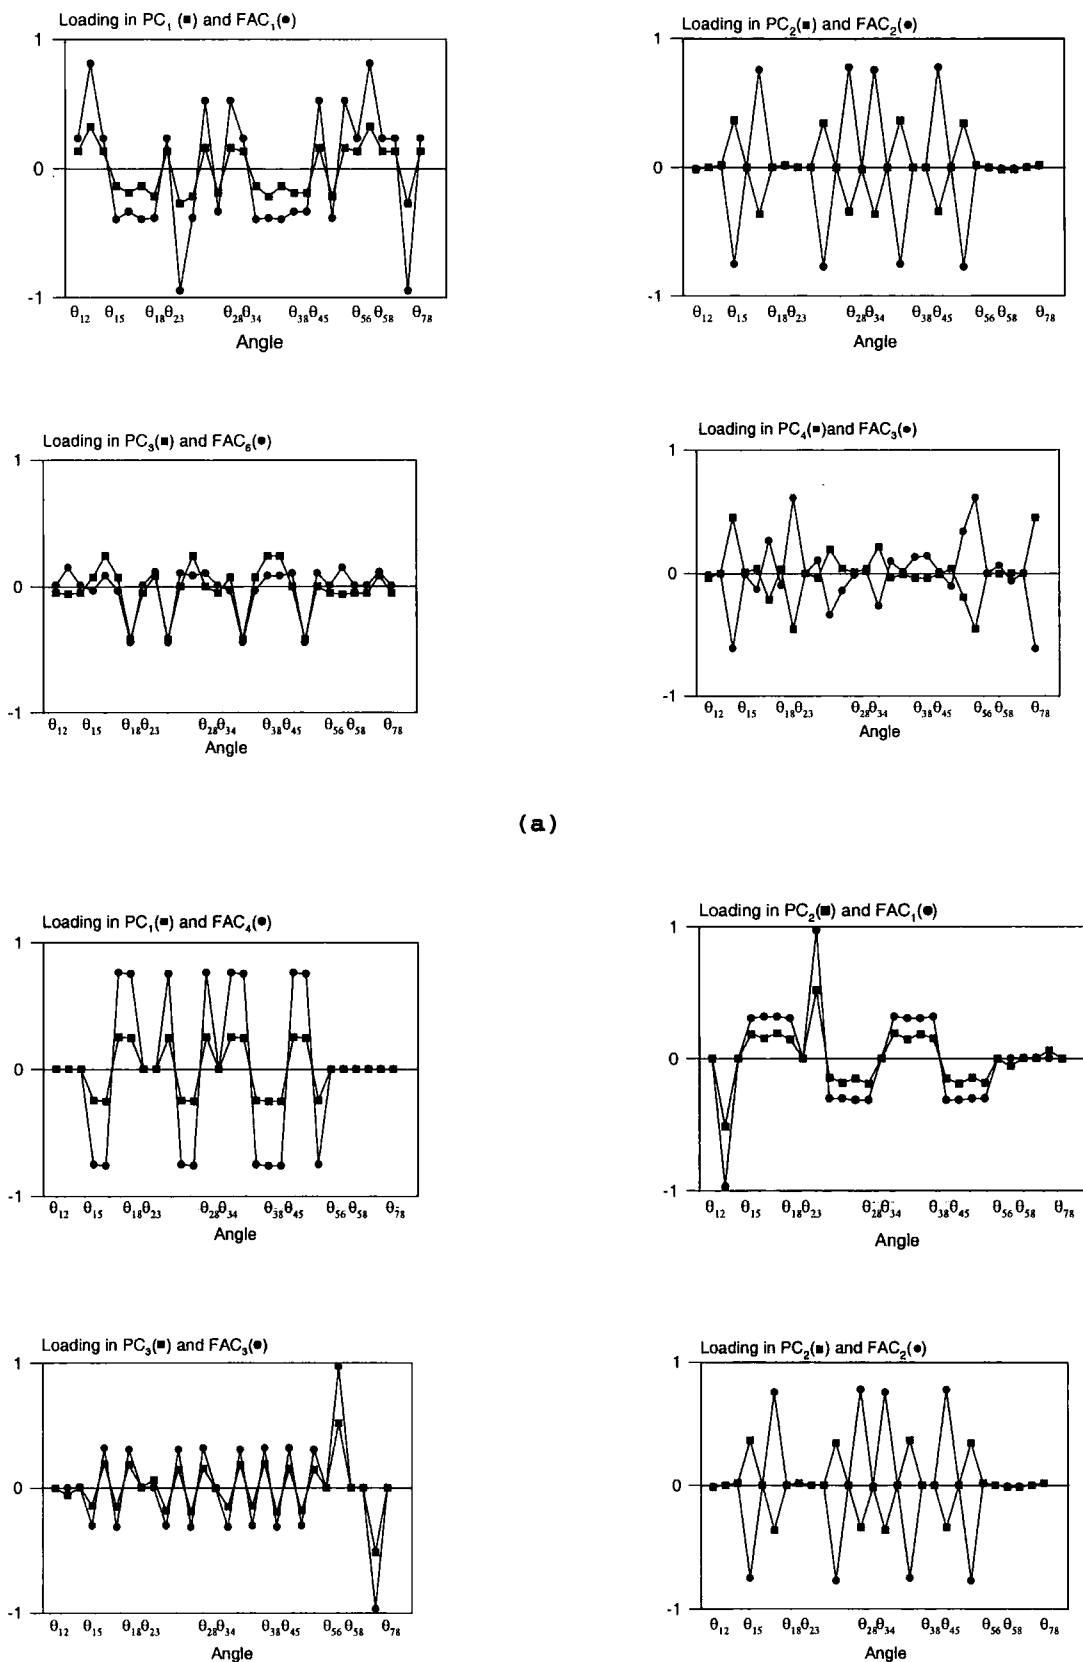 Loading in PC₁ (■) and FAC₁(●)
1
0
-1
θ₁₂ θ₁₅ θ₁₈θ₂₃ θ₂₈θ₃₄ θ₃₈θ₄₅ θ₅₆θ₅₈ θ₇₈
Angle
Loading in PC₂(■) and FAC₂(●)
1
0
-1
θ₁₂ θ₁₅ θ₁₈θ₂₃ θ₂₈θ₃₄ θ₃₈θ₄₅ θ₅₆ θ₅₈ θ₇₈
Angle
Loading in PC₃(■) and FAC₆(●)
1
0
-1
θ₁₂ θ₁₅ θ₁₈θ₂₃ θ₂₈θ₃₄ θ₃₈θ₄₅ θ₅₆θ₅₈ θ₇₈
Angle
Loading in PC₄(■)and FAC₃(●)
1
0
-1
θ₁₂ θ₁₅ θ₁₈θ₂₃ θ₂₈θ₃₄ θ₃₈θ₄₅ θ₅₆θ₅₈ θ₇₈
Angle
(a)
Loading in PC₁(■) and FAC₄(●)
1
0
-1
θ₁₂ θ₁₅ θ₁₈θ₂₃ θ₂₈θ₃₄ θ₃₈θ₄₅ θ₅₆θ₅₈ θ₇₈
Angle
Loading in PC₂(■) and FAC₁(●)
1
0
-1
θ₁₂ θ₁₅ θ₁₈θ₂₃ θ₂₈θ₃₄ θ₃₈θ₄₅ θ₅₆θ₅₈ θ₇₈
Angle
Loading in PC₃(■) and FAC₃(●)
1
0
-1
θ₁₂ θ₁₅ θ₁₈θ₂₃ θ₂₈θ₃₄ θ₃₈θ₄₅ θ₅₆θ₅₈ θ₇₈
Angle
Loading in PC₂(■) and FAC₂(●)
1
0
-1
θ₁₂ θ₁₅ θ₁₈θ₂₃ θ₂₈θ₃₄ θ₃₈θ₄₅ θ₅₆ θ₅₈ θ₇₈
Angle